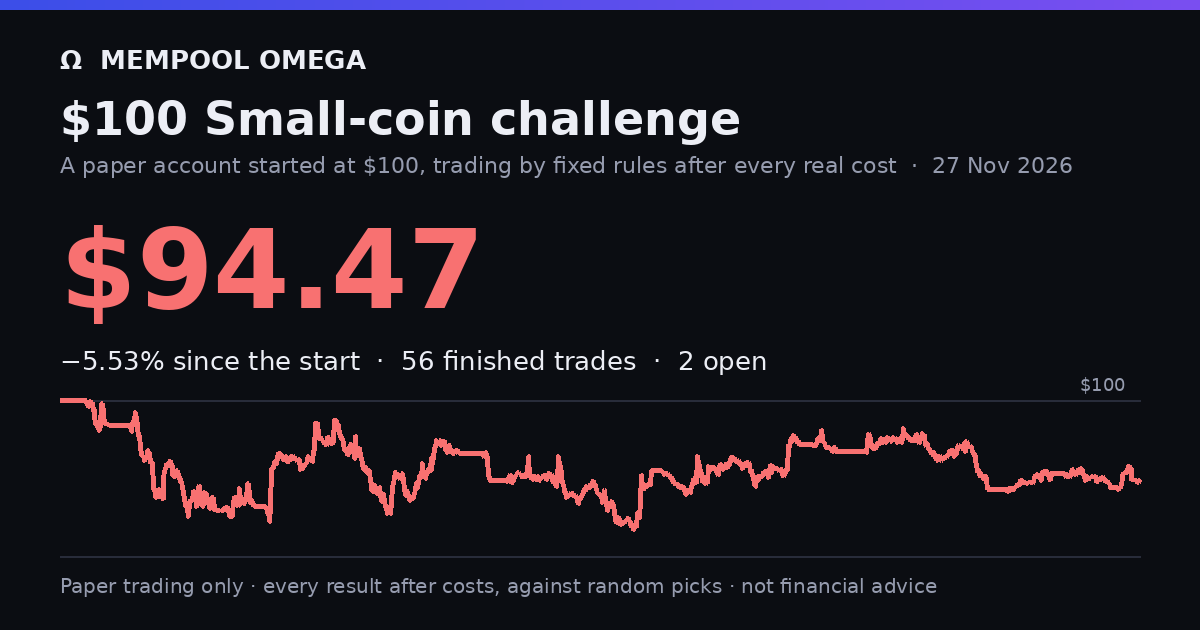 Ω MEMPOOL OMEGA
$100 Small-coin challenge
A paper account started at $100, trading by fixed rules after every real cost · 27 Nov 2026
$94.47
−5.53% since the start · 56 finished trades · 2 open
$100
Paper trading only · every result after costs, against random picks · not financial advice